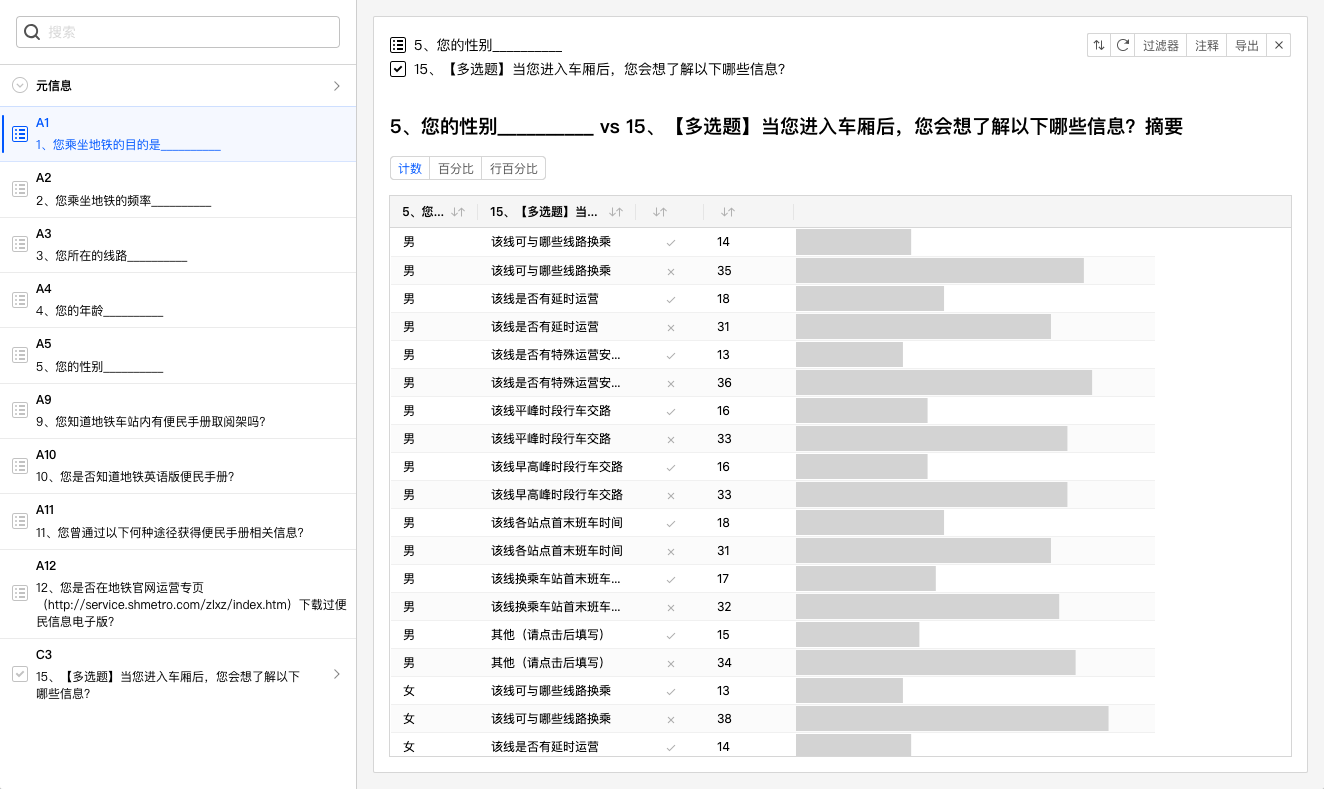 搜索
元信息
A1
1、您乘坐地铁的目的是__________
A2
2、您乘坐地铁的频率__________
A3
3、您所在的线路__________
A4
4、您的年龄__________
A5
5、您的性别__________
A9
9、您知道地铁车站内有便民手册取阅架吗?
A10
10、您是否知道地铁英语版便民手册?
A11
11、您曾通过以下何种途径获得便民手册相关信息?
A12
12、您是否在地铁官网运营专页
（http://service.shmetro.com/zlxz/index.htm）下载过便
民信息电子版?
C3
15、【多选题】当您进入车厢后，您会想了解以下
哪些信息?
5、您的性别__________
15、【多选题】当您进入车厢后，您会想了解以下哪些信息?
过滤器 注释 导出
5、您的性别__________ vs 15、【多选题】当您进入车厢后，您会想了解以下哪些信息? 摘要
计数 百分比 行百分比
5、您... 15、【多选题】当...
男 该线可与哪些线路换乘 ✓ 14
男 该线可与哪些线路换乘 × 35
男 该线是否有延时运营 ✓ 18
男 该线是否有延时运营 × 31
男 该线是否有特殊运营安... ✓ 13
男 该线是否有特殊运营安... × 36
男 该线平峰时段行车交路 ✓ 16
男 该线平峰时段行车交路 × 33
男 该线早高峰时段行车交路 ✓ 16
男 该线早高峰时段行车交路 × 33
男 该线各站点首末班车时间 ✓ 18
男 该线各站点首末班车时间 × 31
男 该线换乘车站首末班车... ✓ 17
男 该线换乘车站首末班车... × 32
男 其他（请点击后填写） ✓ 15
男 其他（请点击后填写） × 34
女 该线可与哪些线路换乘 ✓ 13
女 该线可与哪些线路换乘 × 38
女 该线是否有延时运营 ✓ 14